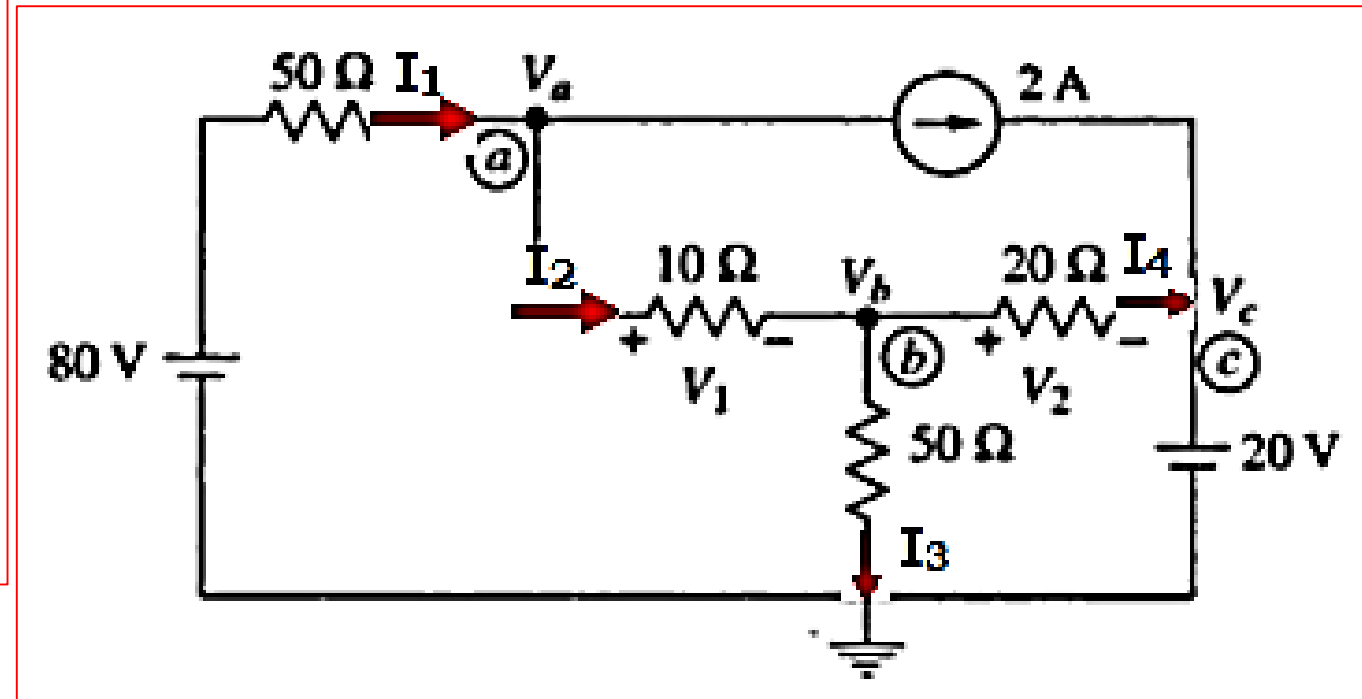 50 Ω I1 Va 2 A
a
I2 10 Ω Vb 20 Ω I4 Vc
+ − b + − c
80 V V1 V2
50 Ω 20 V
I3